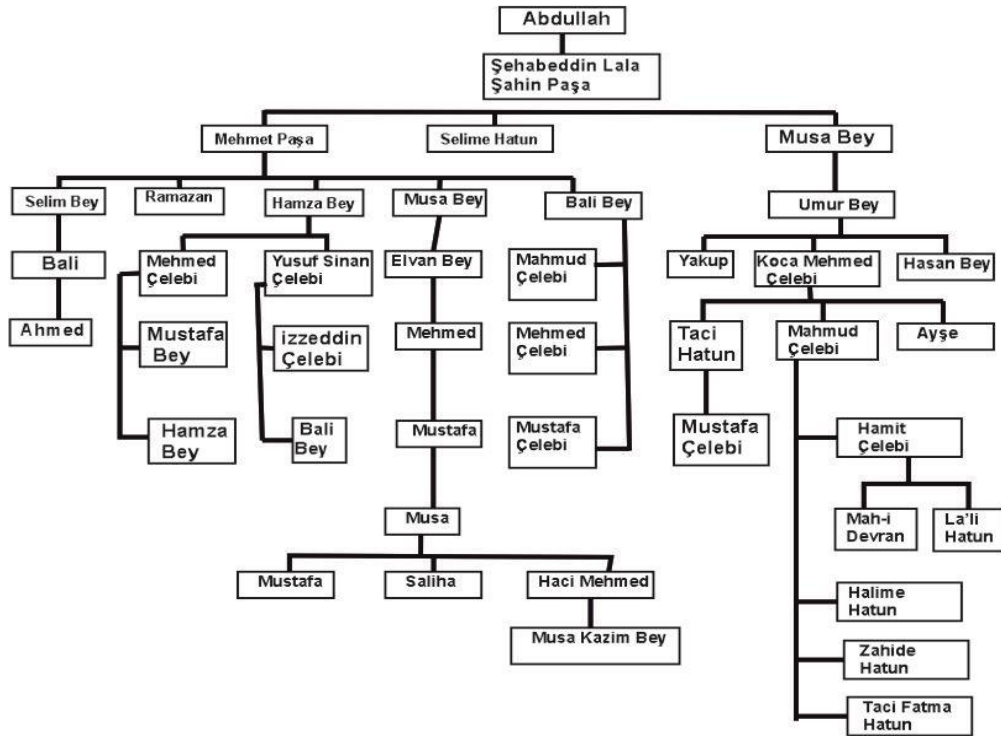 Abdullah
Şehabeddin Lala
Şahin Paşa
Mehmet Paşa
Selime Hatun
Musa Bey
Selim Bey
Ramazan
Hamza Bey
Musa Bey
Bali Bey
Umur Bey
Bali
Mehmed
Çelebi
Yusuf Sinan
Çelebi
Elvan Bey
Mahmud
Çelebi
Yakup
Koca Mehmed
Çelebi
Hasan Bey
Ahmed
Mustafa
Bey
izzeddin
Çelebi
Mehmed
Mehmed
Çelebi
Taci
Hatun
Mahmud
Çelebi
Ayşe
Hamza
Bey
Bali
Bey
Mustafa
Mustafa
Çelebi
Mustafa
Çelebi
Hamit
Çelebi
Musa
Mah-i
Devran
La'li
Hatun
Mustafa
Saliha
Haci Mehmed
Halime
Hatun
Musa Kazim Bey
Zahide
Hatun
Taci Fatma
Hatun